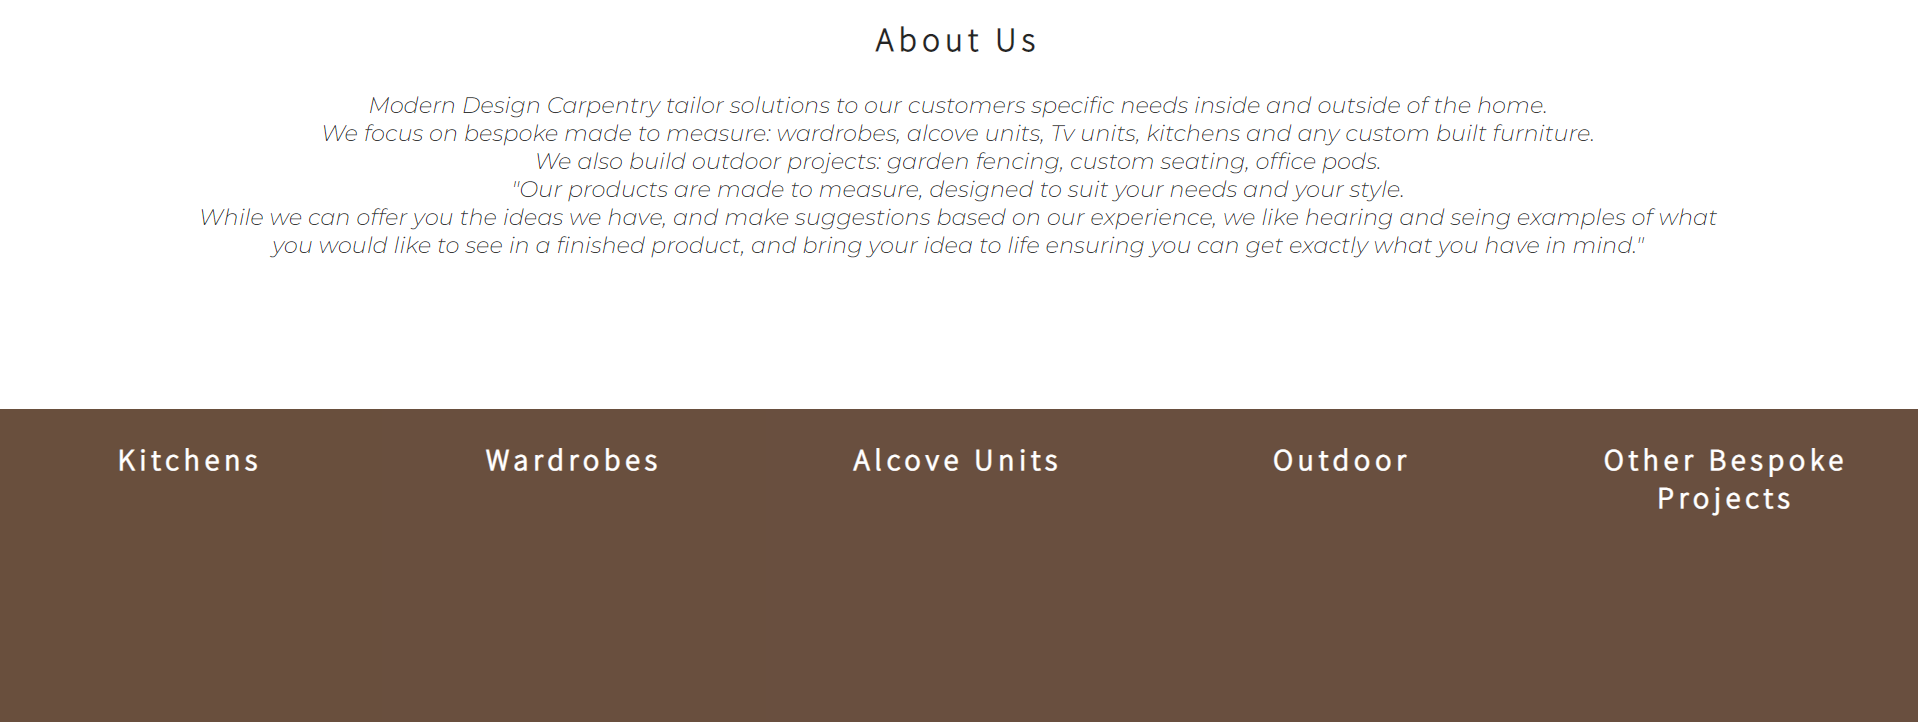 About Us
Modern Design Carpentry tailor solutions to our customers specific needs inside and outside of the home.
We focus on bespoke made to measure: wardrobes, alcove units, Tv units, kitchens and any custom built furniture.
We also build outdoor projects: garden fencing, custom seating, office pods.
"Our products are made to measure, designed to suit your needs and your style.
While we can offer you the ideas we have, and make suggestions based on our experience, we like hearing and seing examples of what
you would like to see in a finished product, and bring your idea to life ensuring you can get exactly what you have in mind."
Kitchens
Wardrobes
Alcove Units
Outdoor
Other Bespoke
Projects